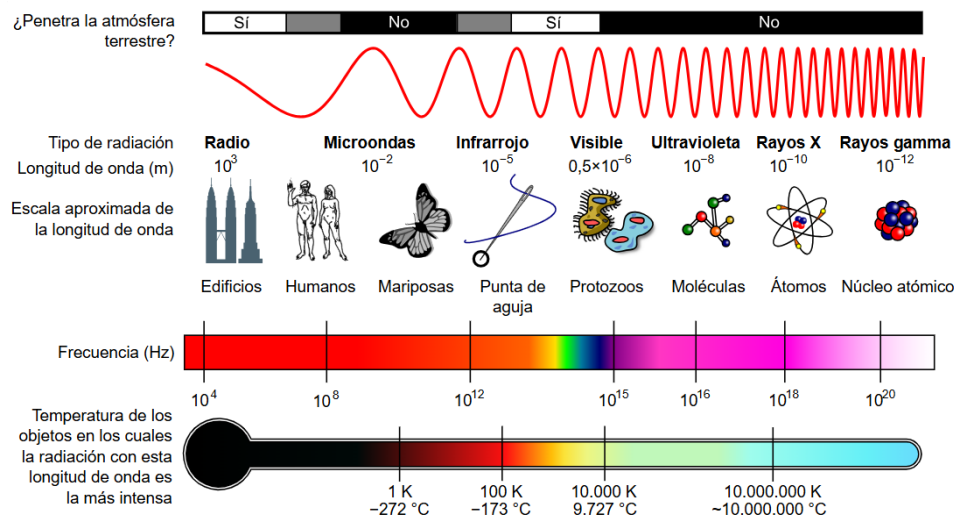 ¿Penetra la atmósfera
terrestre?
Sí No Sí No
Tipo de radiación Radio Microondas Infrarrojo Visible Ultravioleta Rayos X Rayos gamma
Longitud de onda (m) 10³ 10⁻² 10⁻⁵ 0,5×10⁻⁶ 10⁻⁸ 10⁻¹⁰ 10⁻¹²
Escala aproximada de
la longitud de onda
Edificios Humanos Mariposas Punta de Protozoos Moléculas Átomos Núcleo atómico
aguja
Frecuencia (Hz)
10⁴ 10⁸ 10¹² 10¹⁵ 10¹⁶ 10¹⁸ 10²⁰
Temperatura de los
objetos en los cuales
la radiación con esta
longitud de onda es
la más intensa
1 K 100 K 10.000 K 10.000.000 K
−272 °C −173 °C 9.727 °C ~10.000.000 °C